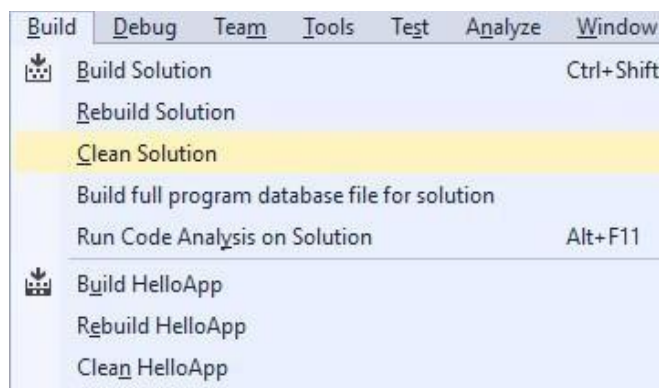 Build Debug Team Tools Test Analyze Window
Build Solution Ctrl+Shift
Rebuild Solution
Clean Solution
Build full program database file for solution
Run Code Analysis on Solution Alt+F11
Build HelloApp
Rebuild HelloApp
Clean HelloApp